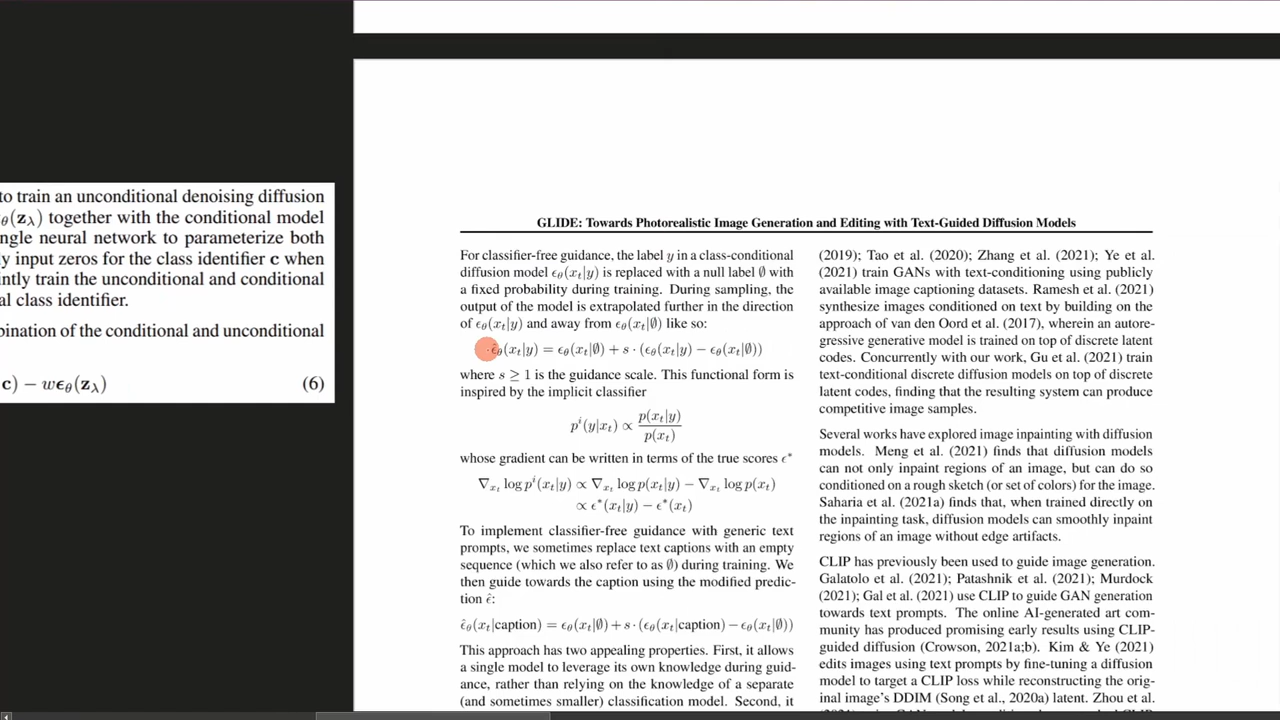 to train an unconditional denoising diffusion
ϵθ(zλ) together with the conditional model
ngle neural network to parameterize both
y input zeros for the class identifier c when
intly train the unconditional and conditional
al class identifier.
bination of the conditional and unconditional
c) − wϵθ(zλ) (6)
GLIDE: Towards Photorealistic Image Generation and Editing with Text-Guided Diffusion Models
For classifier-free guidance, the label y in a class-conditional
diffusion model ϵθ(xt|y) is replaced with a null label ∅ with
a fixed probability during training. During sampling, the
output of the model is extrapolated further in the direction
of ϵθ(xt|y) and away from ϵθ(xt|∅) like so:
ϵ̂θ(xt|y) = ϵθ(xt|∅) + s · (ϵθ(xt|y) − ϵθ(xt|∅))
where s ≥ 1 is the guidance scale. This functional form is
inspired by the implicit classifier
pⁱ(y|xt) ∝ p(xt|y)
p(xt)
whose gradient can be written in terms of the true scores ϵ*
∇xt log pⁱ(xt|y) ∝ ∇xt log p(xt|y) − ∇xt log p(xt)
∝ ϵ*(xt|y) − ϵ*(xt)
To implement classifier-free guidance with generic text
prompts, we sometimes replace text captions with an empty
sequence (which we also refer to as ∅) during training. We
then guide towards the caption using the modified predic-
tion ϵ̂:
ϵ̂θ(xt|caption) = ϵθ(xt|∅) + s · (ϵθ(xt|caption) − ϵθ(xt|∅))
This approach has two appealing properties. First, it allows
a single model to leverage its own knowledge during guid-
ance, rather than relying on the knowledge of a separate
(and sometimes smaller) classification model. Second, it
(2019); Tao et al. (2020); Zhang et al. (2021); Ye et al.
(2021) train GANs with text-conditioning using publicly
available image captioning datasets. Ramesh et al. (2021)
synthesize images conditioned on text by building on the
approach of van den Oord et al. (2017), wherein an autore-
gressive generative model is trained on top of discrete latent
codes. Concurrently with our work, Gu et al. (2021) train
text-conditional discrete diffusion models on top of discrete
latent codes, finding that the resulting system can produce
competitive image samples.
Several works have explored image inpainting with diffusion
models. Meng et al. (2021) finds that diffusion models
can not only inpaint regions of an image, but can do so
conditioned on a rough sketch (or set of colors) for the image.
Saharia et al. (2021a) finds that, when trained directly on
the inpainting task, diffusion models can smoothly inpaint
regions of an image without edge artifacts.
CLIP has previously been used to guide image generation.
Galatolo et al. (2021); Patashnik et al. (2021); Murdock
(2021); Gal et al. (2021) use CLIP to guide GAN generation
towards text prompts. The online AI-generated art com-
munity has produced promising early results using CLIP-
guided diffusion (Crowson, 2021a;b). Kim & Ye (2021)
edits images using text prompts by fine-tuning a diffusion
model to target a CLIP loss while reconstructing the orig-
inal image's DDIM (Song et al., 2020a) latent. Zhou et al.